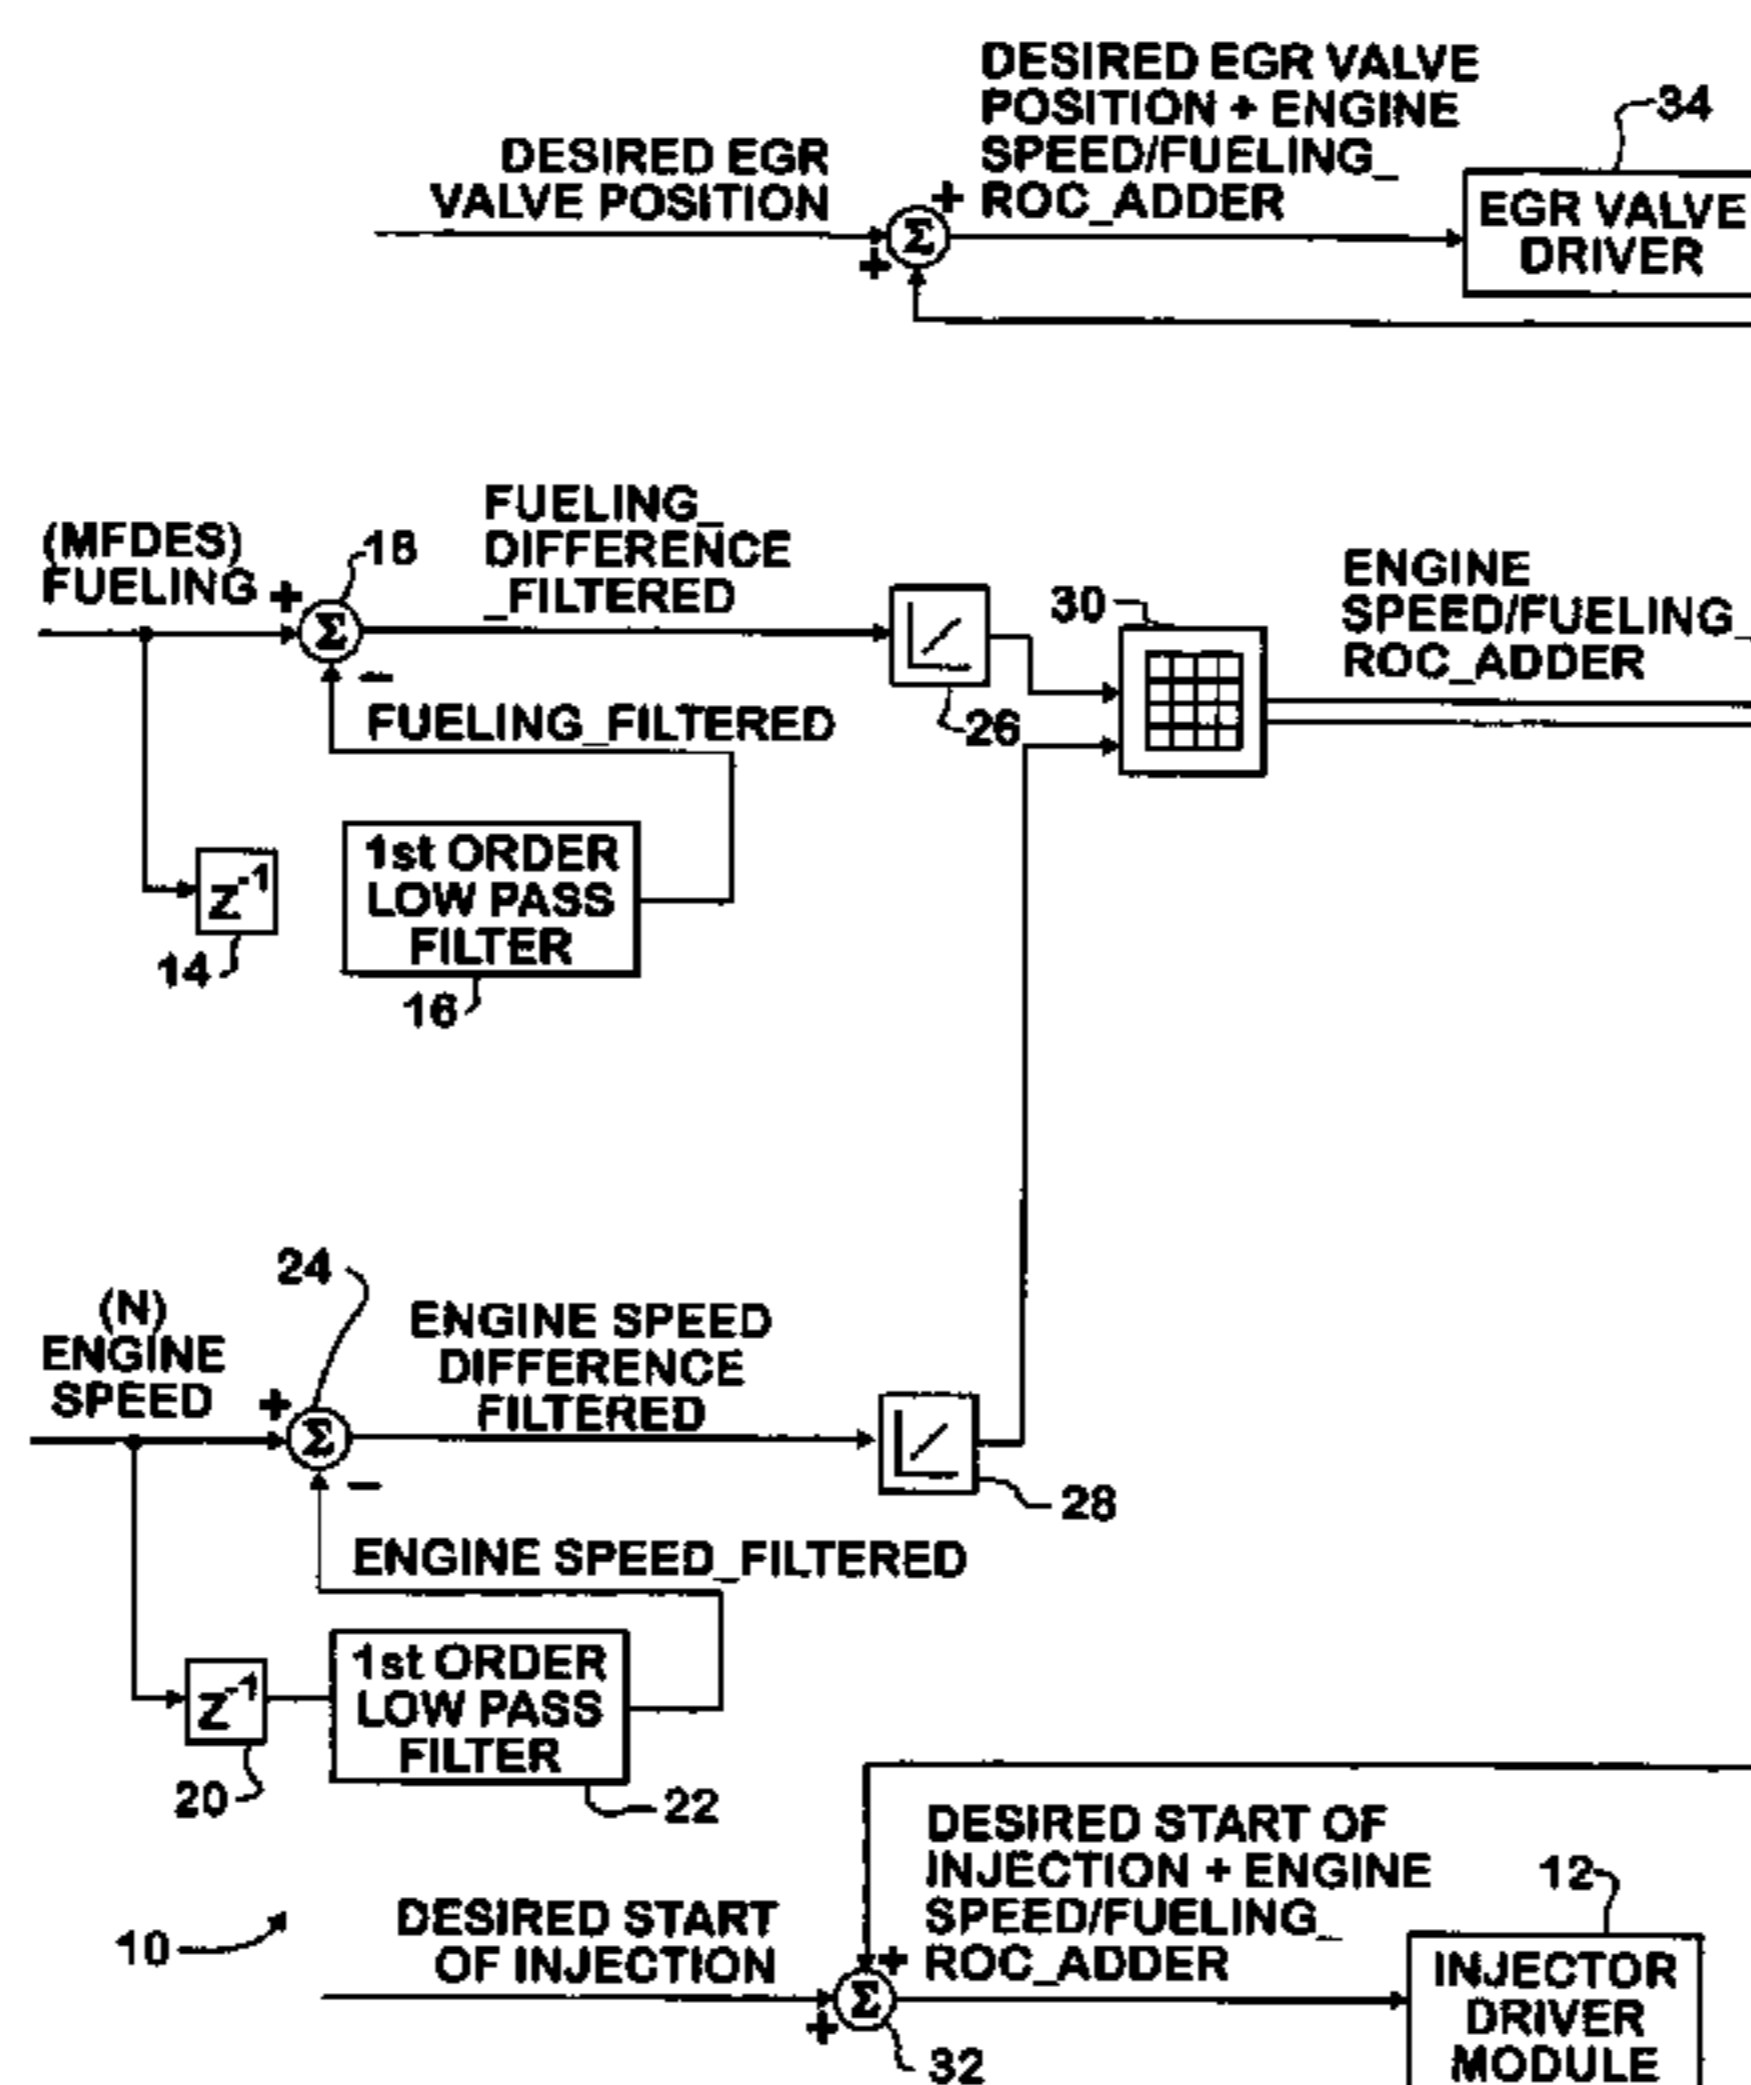 DESIRED EGR VALVE
POSITION + ENGINE
SPEED/FUELING_
ROC_ADDER
34
DESIRED EGR
VALVE POSITION
+
Σ
+
EGR VALVE
DRIVER
(MFDES)
FUELING
+
18
Σ
−
FUELING_
DIFFERENCE
_FILTERED
FUELING_FILTERED
26
30
ENGINE
SPEED/FUELING_
ROC_ADDER
Z-1
14
1st ORDER
LOW PASS
FILTER
16
24
(N)
ENGINE
SPEED
+
Σ
−
ENGINE SPEED
DIFFERENCE
FILTERED
28
ENGINE SPEED_FILTERED
Z-1
20
1st ORDER
LOW PASS
FILTER
22
10
DESIRED START
OF INJECTION
DESIRED START OF
INJECTION + ENGINE
SPEED/FUELING_
ROC_ADDER
+
Σ
+
32
12
INJECTOR
DRIVER
MODULE